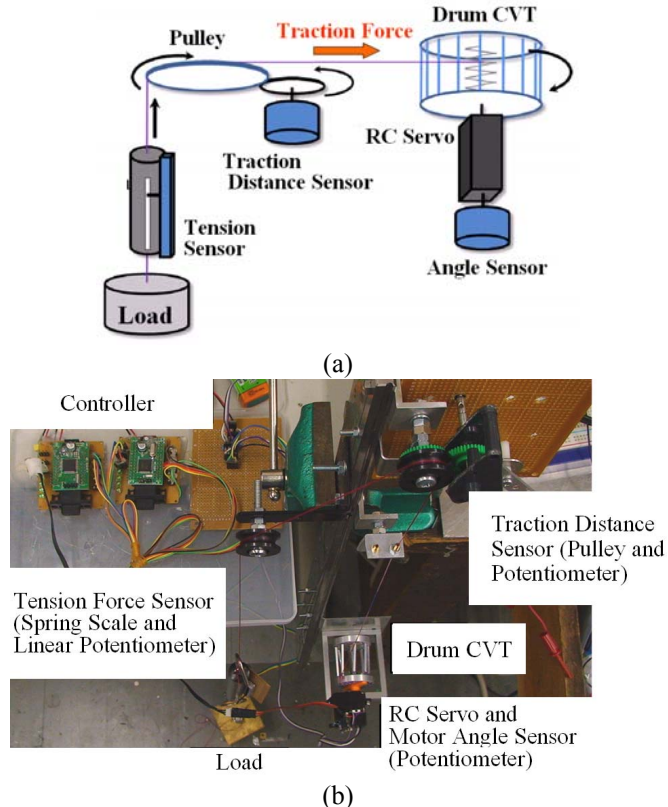 Drum CVT
Traction Force
Pulley
RC Servo
Traction
Distance Sensor
Tension
Sensor
Angle Sensor
Load
(a)
Controller
Traction Distance
Sensor (Pulley and
Potentiometer)
Tension Force Sensor
(Spring Scale and
Linear Potentiometer)
Drum CVT
RC Servo and
Motor Angle Sensor
(Potentiometer)
Load
(b)